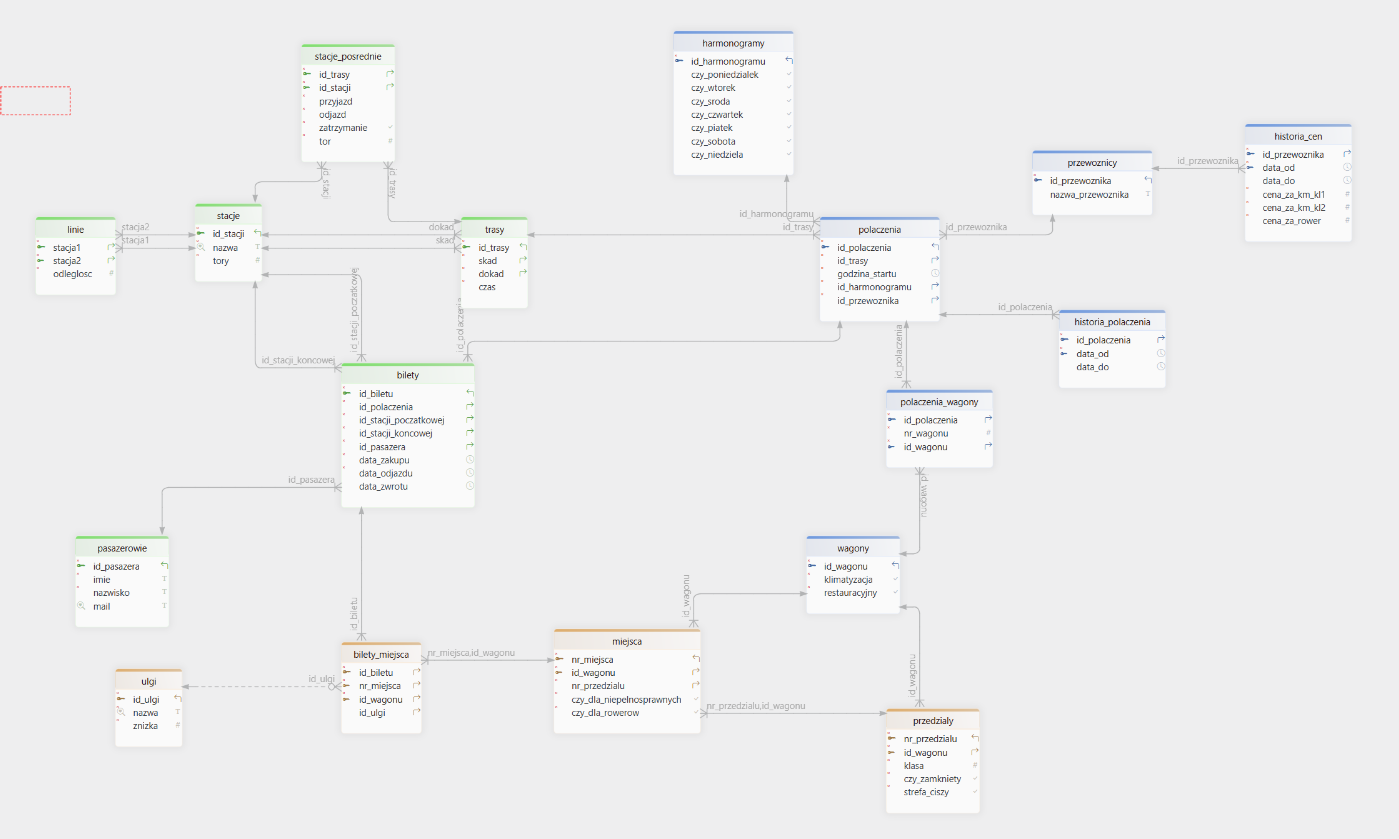 stacje_posrednie
id_trasy
id_stacji
przyjazd
odjazd
zatrzymanie
tor
#
harmonogramy
id_harmonogramu
czy_poniedzialek
czy_wtorek
czy_sroda
czy_czwartek
czy_piatek
czy_sobota
czy_niedziela
przewoznicy
id_przewoznika
nazwa_przewoznika
T
id_przewoznika
historia_cen
id_przewoznika
data_od
data_do
cena_za_km_kl1
#
cena_za_km_kl2
#
cena_za_rower
#
id_stacji
id_trasy
linie
stacja1
stacja2
odleglosc
#
stacja2
stacja1
stacje
id_stacji
nazwa
T
tory
#
dokad
skad
trasy
id_trasy
skad
dokad
czas
id_harmonogramu
id_trasy
polaczenia
id_polaczenia
id_trasy
godzina_startu
id_harmonogramu
id_przewoznika
id_przewoznika
id_polaczenia
historia_polaczenia
id_polaczenia
data_od
data_do
id_stacji_poczatkowej
id_polaczenia
id_stacji_koncowej
bilety
id_biletu
id_polaczenia
id_stacji_poczatkowej
id_stacji_koncowej
id_pasazera
data_zakupu
data_odjazdu
data_zwrotu
id_polaczenia
polaczenia_wagony
id_polaczenia
nr_wagonu
#
id_wagonu
id_wagonu
id_pasazera
pasazerowie
id_pasazera
imie
T
nazwisko
T
mail
T
wagony
id_wagonu
klimatyzacja
restauracyjny
id_biletu
id_wagonu
id_wagonu
ulgi
id_ulgi
nazwa
T
znizka
#
id_ulgi
bilety_miejsca
id_biletu
nr_miejsca
id_wagonu
id_ulgi
nr_miejsca,id_wagonu
miejsca
nr_miejsca
id_wagonu
nr_przedzialu
czy_dla_niepelnosprawnych
czy_dla_rowerow
nr_przedzialu,id_wagonu
przedzialy
nr_przedzialu
id_wagonu
klasa
#
czy_zamkniety
strefa_ciszy